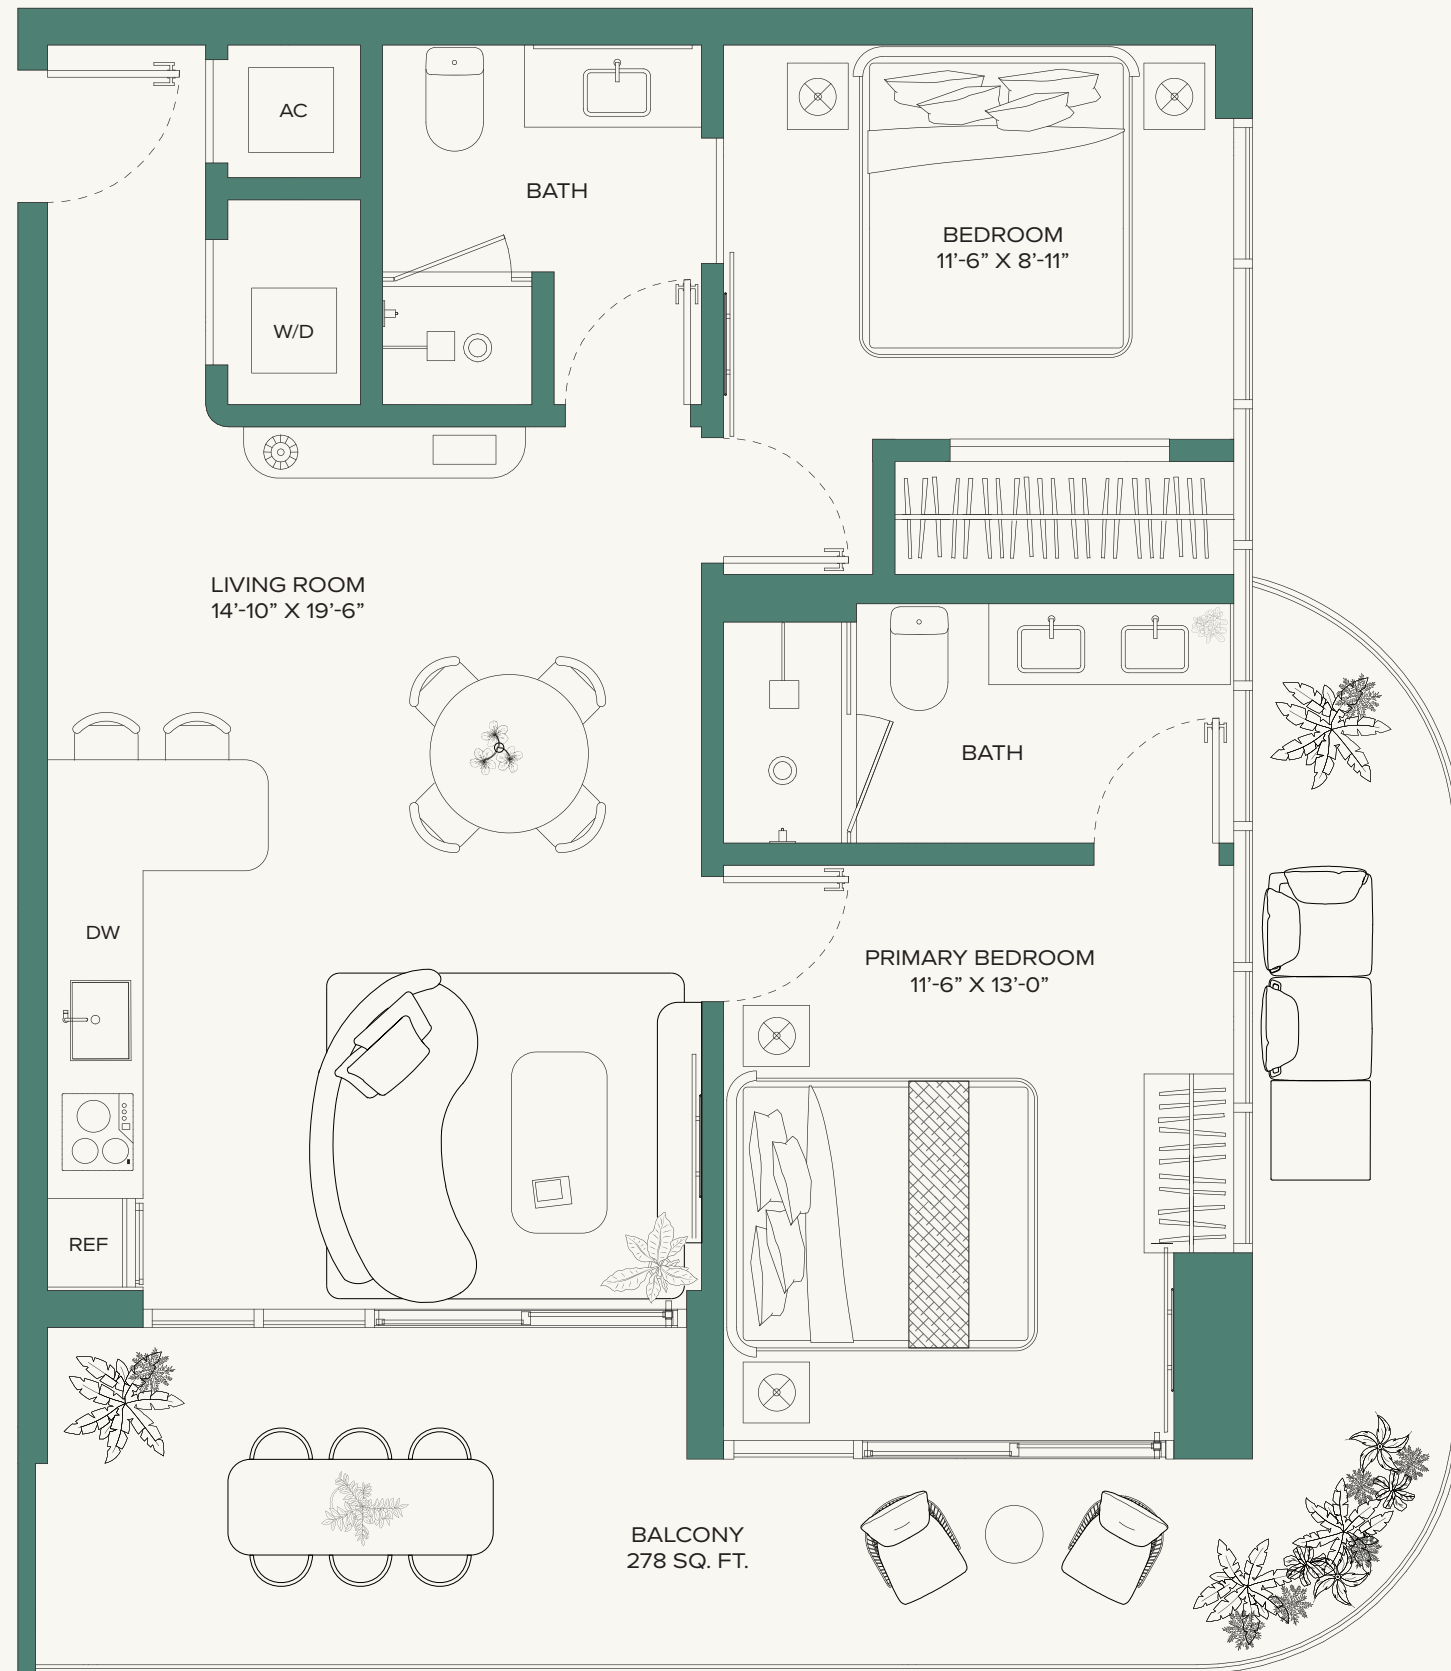 AC
BATH
BEDROOM
11’-6” X 8’-11”
W/D
LIVING ROOM
14’-10” X 19’-6”
BATH
DW
PRIMARY BEDROOM
11’-6” X 13’-0”
REF
BALCONY
278 SQ. FT.